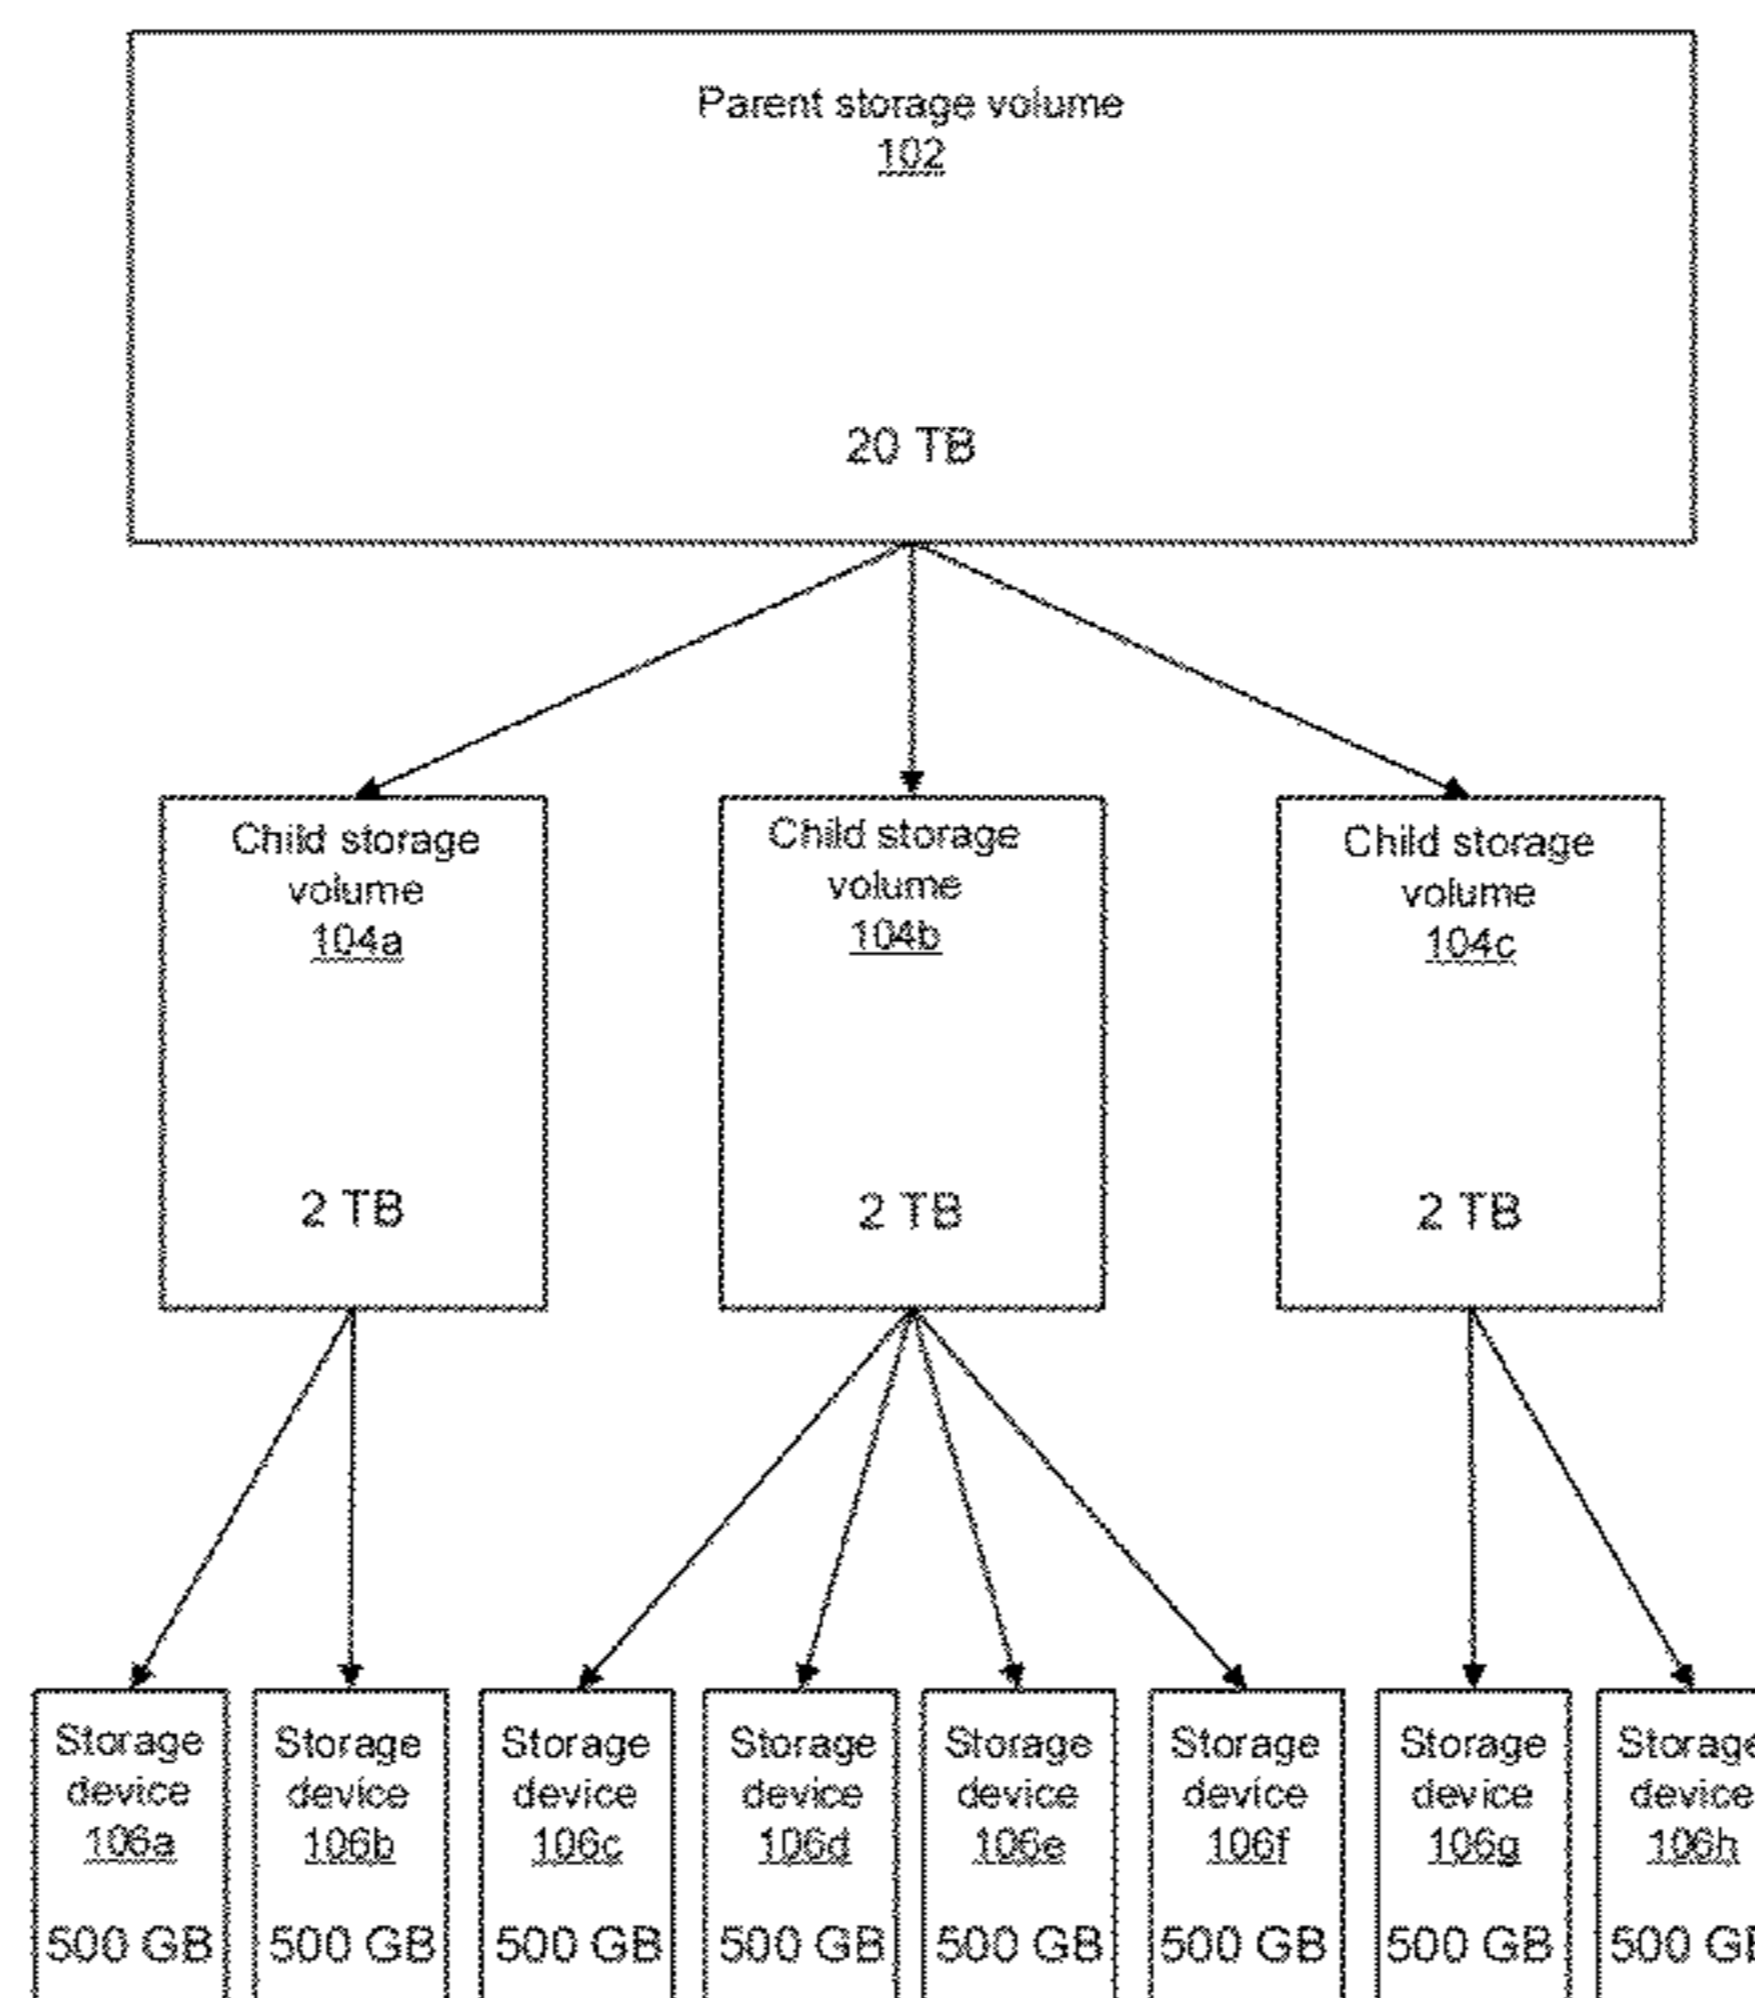 Parent storage volume
102
20 TB
Child storage
volume
104a
2 TB
Child storage
volume
104b
2 TB
Child storage
volume
104c
2 TB
Storage
device
106a
500 GB
Storage
device
106b
500 GB
Storage
device
106c
500 GB
Storage
device
106d
500 GB
Storage
device
106e
500 GB
Storage
device
106f
500 GB
Storage
device
106g
500 GB
Storage
device
106h
500 GB